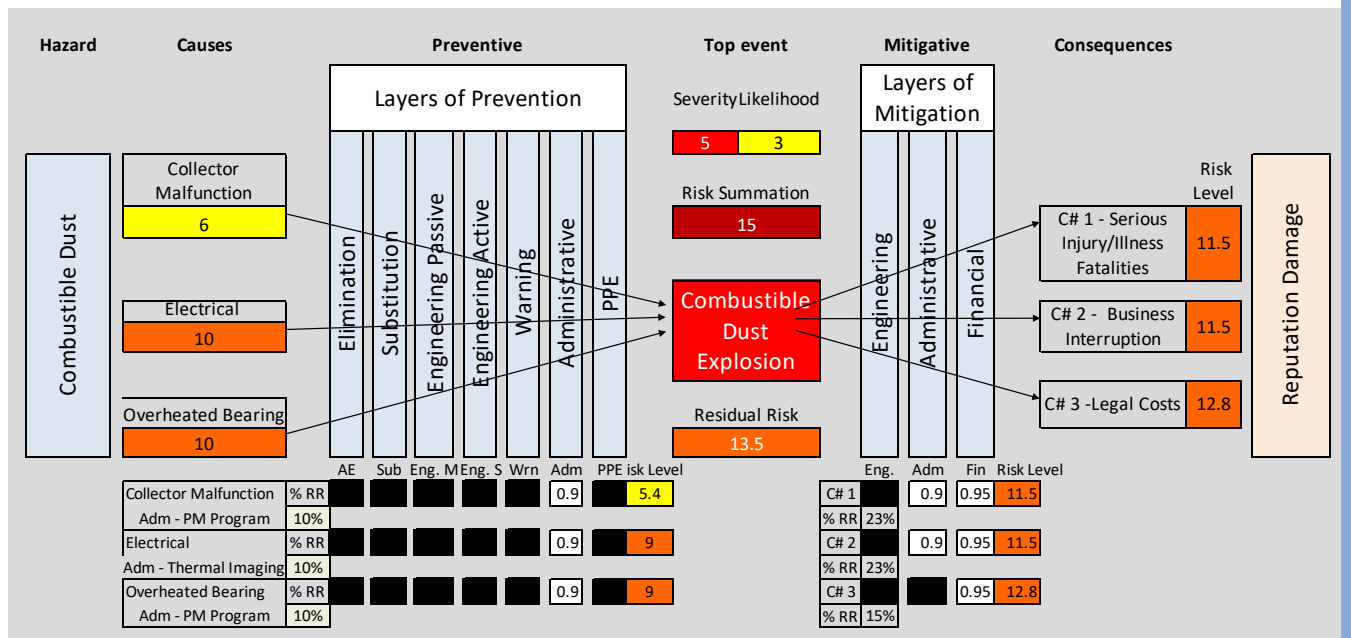 Hazard Causes Preventive Top event Mitigative Consequences
Layers of Prevention
Severity Likelihood
Layers of
Mitigation
5 3
Combustible Dust
Collector
Malfunction
6
Electrical
10
Overheated Bearing
10
Elimination
Substitution
Engineering Passive
Engineering Active
Warning
Administrative
PPE
Risk Summation
15
Combustible
Dust
Explosion
Residual Risk
13.5
Engineering
Administrative
Financial
Risk
Level
C# 1 - Serious
Injury/Illness
Fatalities
11.5
C# 2 - Business
Interruption
11.5
C# 3 -Legal Costs
12.8
Reputation Damage
AE Sub Eng. M Eng. S Wrn Adm PPE isk Level
Collector Malfunction % RR 0.9 5.4
Adm - PM Program 10%
Electrical % RR 0.9 9
Adm - Thermal Imaging 10%
Overheated Bearing % RR 0.9 9
Adm - PM Program 10%
Eng. Adm Fin Risk Level
C# 1 0.9 0.95 11.5
% RR 23%
C# 2 0.9 0.95 11.5
% RR 23%
C# 3 0.95 12.8
% RR 15%